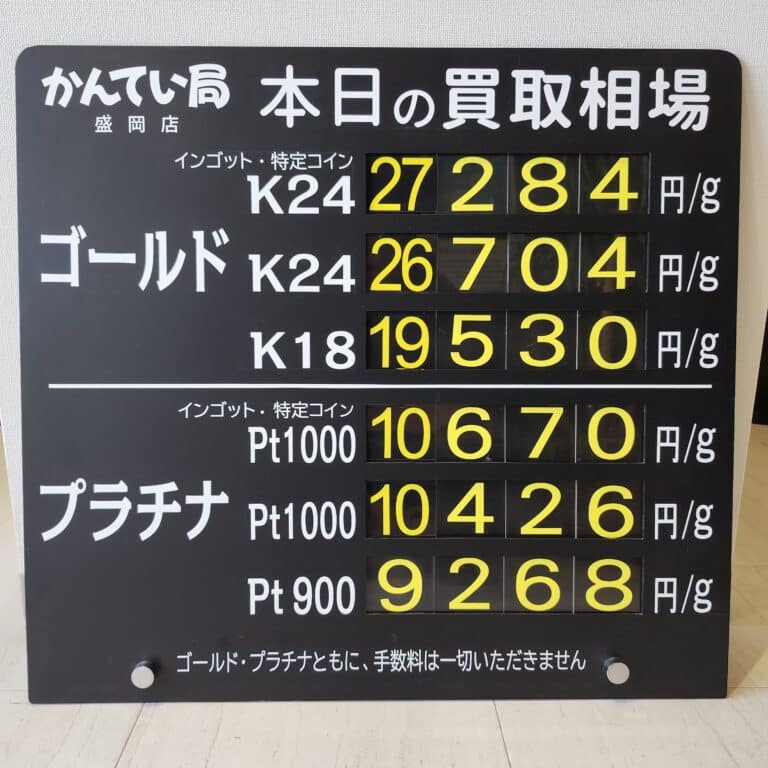 かんてい局 本日の買取相場
盛岡店
インゴット・特定コイン
K24 27284 円/g
ゴールド K24 26704 円/g
K18 19530 円/g
インゴット・特定コイン
Pt1000 10670 円/g
プラチナ Pt1000 10426 円/g
Pt900 9268 円/g
ゴールド・プラチナともに、手数料は一切いただきません